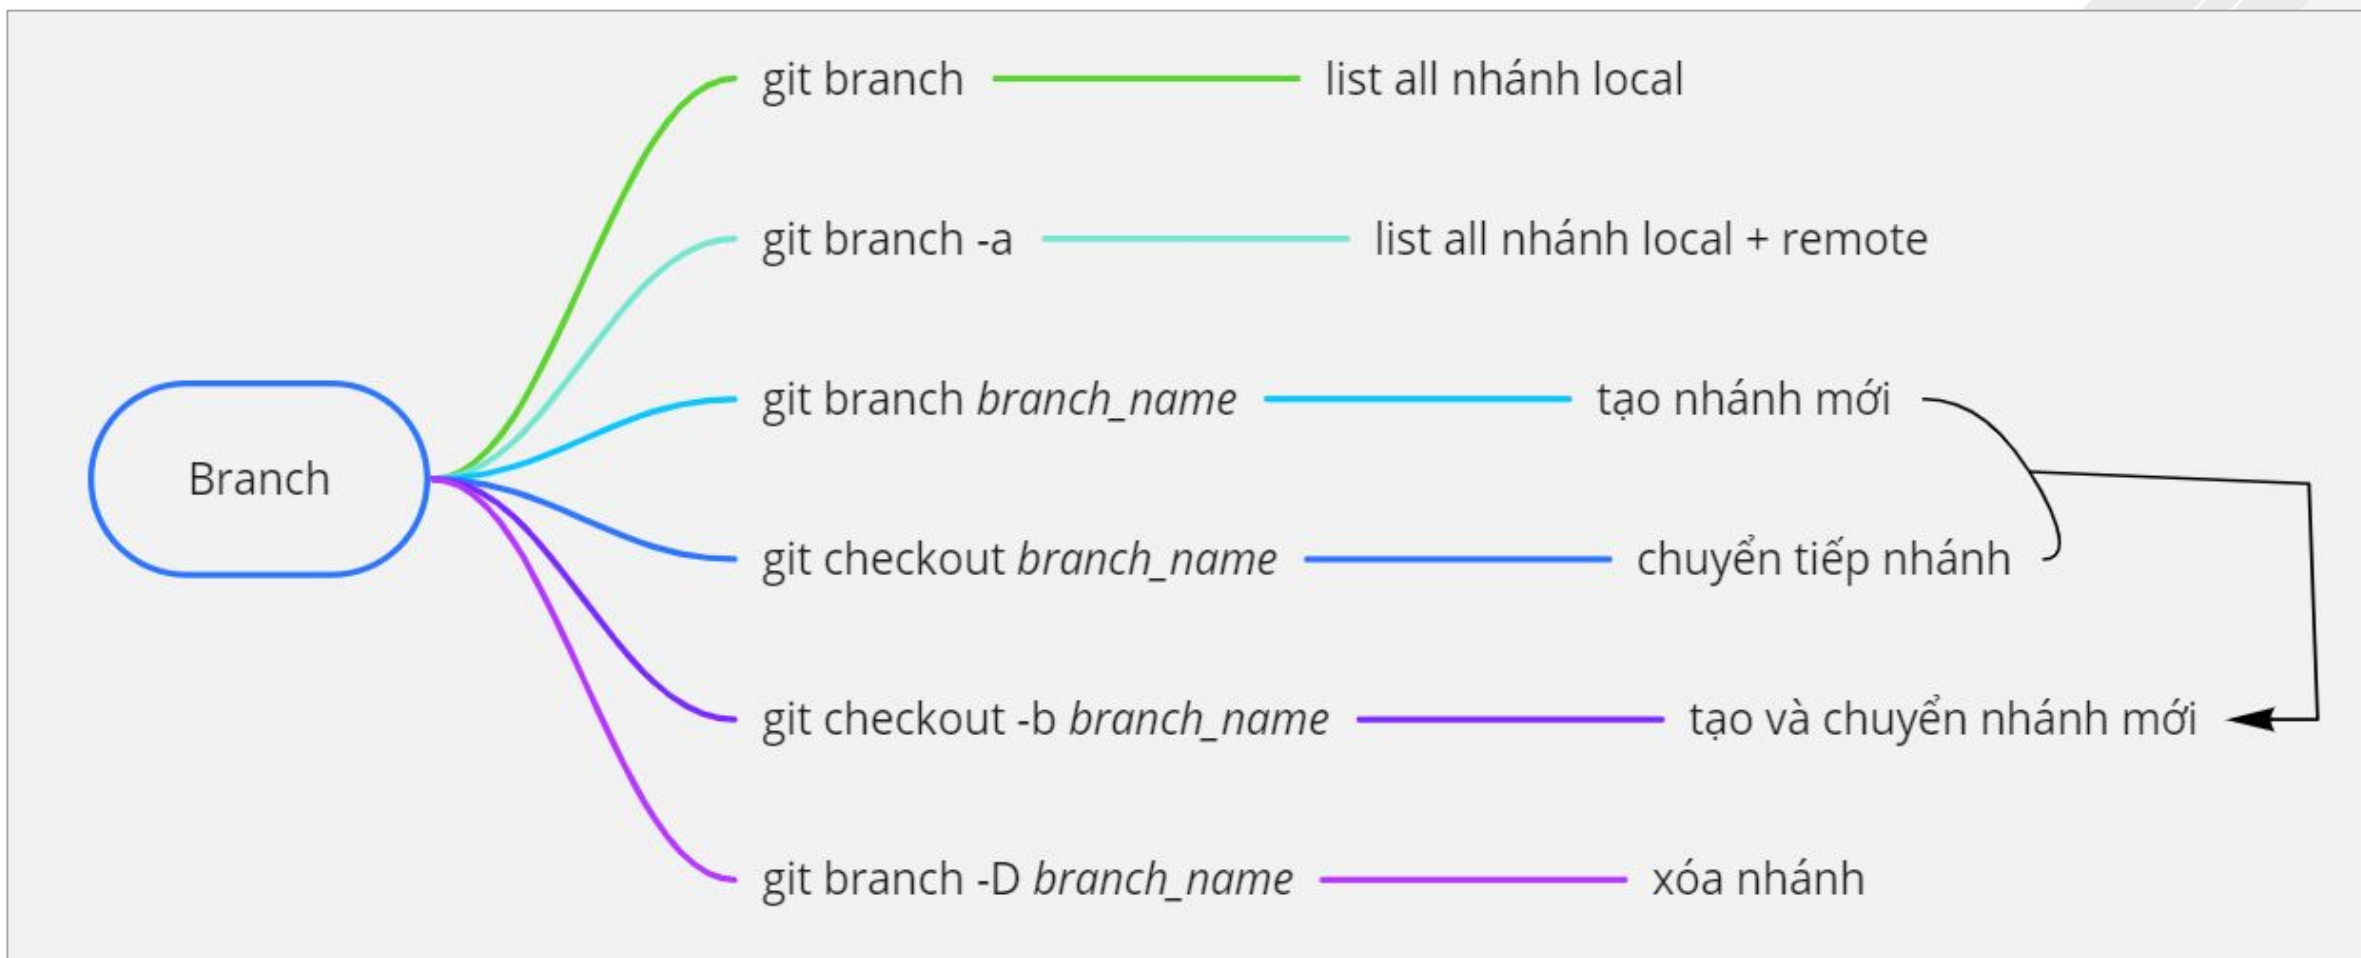 git branch list all nhánh local
git branch -a list all nhánh local + remote
git branch branch_name tạo nhánh mới
Branch
git checkout branch_name chuyển tiếp nhánh
git checkout -b branch_name tạo và chuyển nhánh mới
git branch -D branch_name xóa nhánh